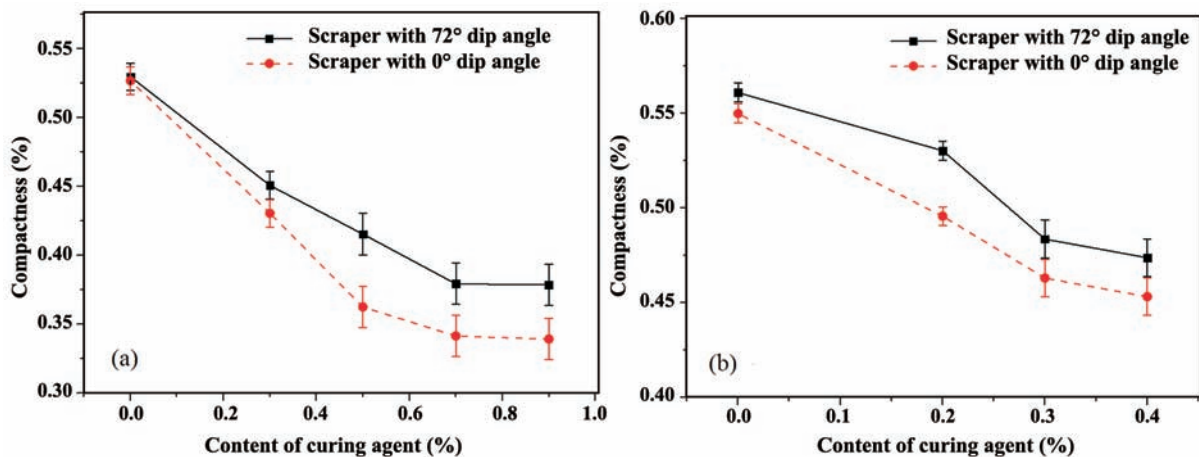 Scraper with 72° dip angle
Scraper with 0° dip angle
Compactness (%)
0.55
0.50
0.45
0.40
0.35
0.30
(a)
0.0 0.2 0.4 0.6 0.8 1.0
Content of curing agent (%)
Scraper with 72° dip angle
Scraper with 0° dip angle
Compactness (%)
0.60
0.55
0.50
0.45
0.40
(b)
0.0 0.1 0.2 0.3 0.4
Content of curing agent (%)